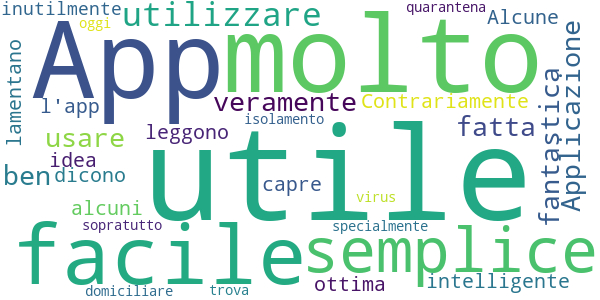 inutilmente
oggi
utilizzare
quarantena
Alcune
App
molto
lamentano
l'app
veramente
Contrariamente
fantastica
Applicazione
isolamento
usare
leggono
fatta
idea
utile
ben
dicono
capre
virus
alcuni
sopratutto
specialmente
facile
semplice
ottima
intelligente
domiciliare
trova